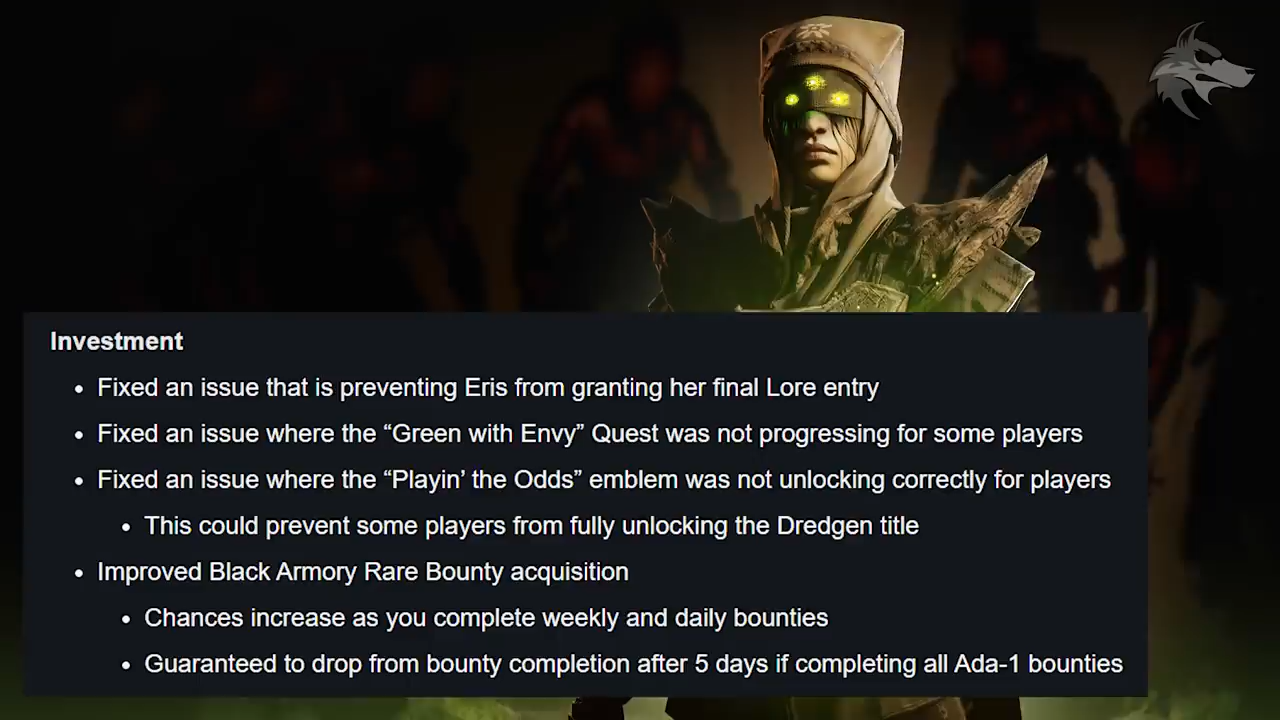 Investment
• Fixed an issue that is preventing Eris from granting her final Lore entry
• Fixed an issue where the “Green with Envy” Quest was not progressing for some players
• Fixed an issue where the “Playin’ the Odds” emblem was not unlocking correctly for players
• This could prevent some players from fully unlocking the Dredgen title
• Improved Black Armory Rare Bounty acquisition
• Chances increase as you complete weekly and daily bounties
• Guaranteed to drop from bounty completion after 5 days if completing all Ada-1 bounties